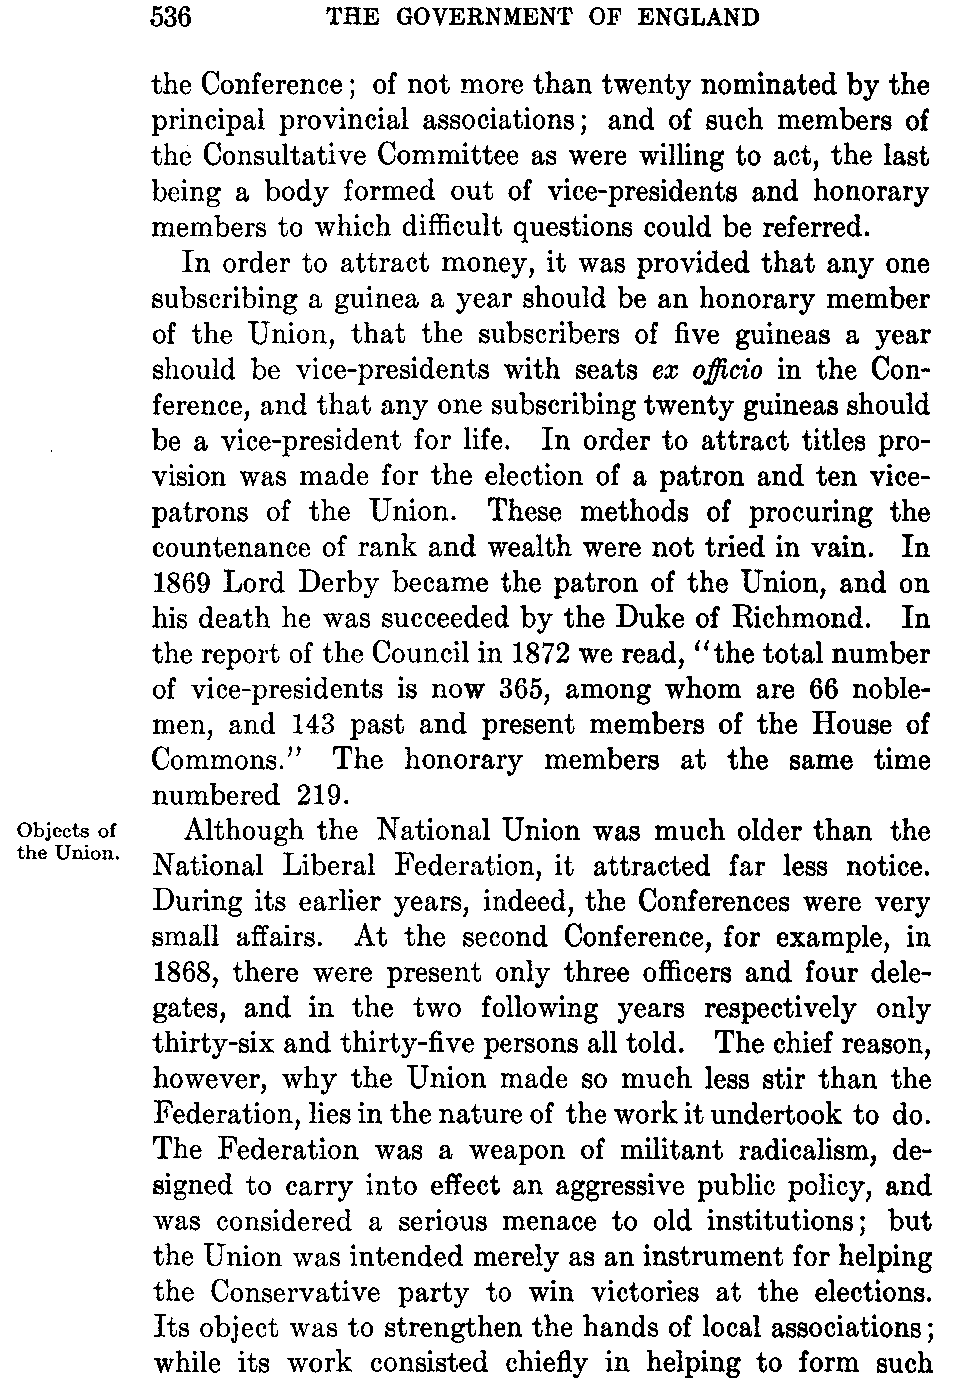 536 THE GOVERNMENT OF ENGLAND
the Conference; of not more than twenty nominated by the
principal provincial associations; and of such members of
the Consultative Committee as were willing to act, the last
being a body formed out of vice-presidents and honorary
members to which difficult questions could be referred.
In order to attract money, it was provided that any one
subscribing a guinea a year should be an honorary member
of the Union, that the subscribers of five guineas a year
should be vice-presidents with seats ex officio in the Con-
ference, and that any one subscribing twenty guineas should
be a vice-president for life. In order to attract titles pro-
vision was made for the election of a patron and ten vice-
patrons of the Union. These methods of procuring the
countenance of rank and wealth were not tried in vain. In
1869 Lord Derby became the patron of the Union, and on
his death he was succeeded by the Duke of Richmond. In
the report of the Council in 1872 we read, "the total number
of vice-presidents is now 365, among whom are 66 noble-
men, and 143 past and present members of the House of
Commons." The honorary members at the same time
numbered 219.
Objects of
the Union.
Although the National Union was much older than the
National Liberal Federation, it attracted far less notice.
During its earlier years, indeed, the Conferences were very
small affairs. At the second Conference, for example, in
1868, there were present only three officers and four dele-
gates, and in the two following years respectively only
thirty-six and thirty-five persons all told. The chief reason,
however, why the Union made so much less stir than the
Federation, lies in the nature of the work it undertook to do.
The Federation was a weapon of militant radicalism, de-
signed to carry into effect an aggressive public policy, and
was considered a serious menace to old institutions; but
the Union was intended merely as an instrument for helping
the Conservative party to win victories at the elections.
Its object was to strengthen the hands of local associations;
while its work consisted chiefly in helping to form such